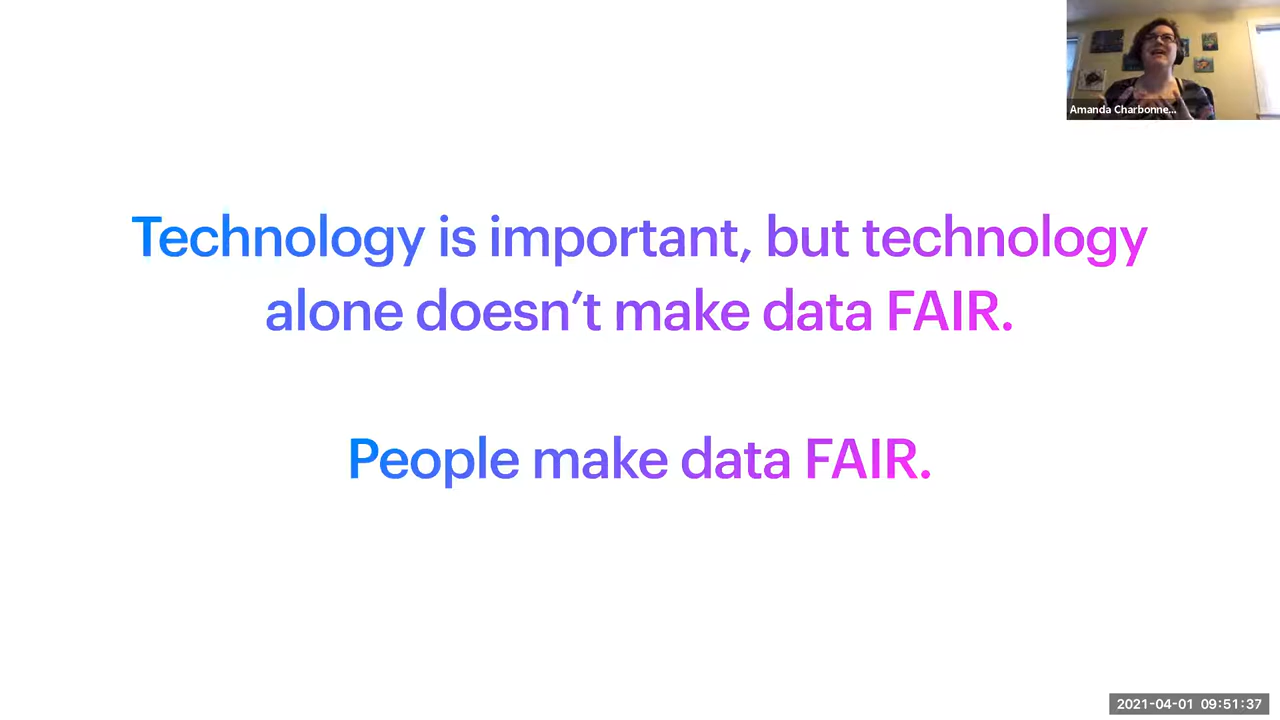 Amanda Charbonne...
Technology is important, but technology
alone doesn’t make data FAIR.
People make data FAIR.
2021-04-01 09:51:37